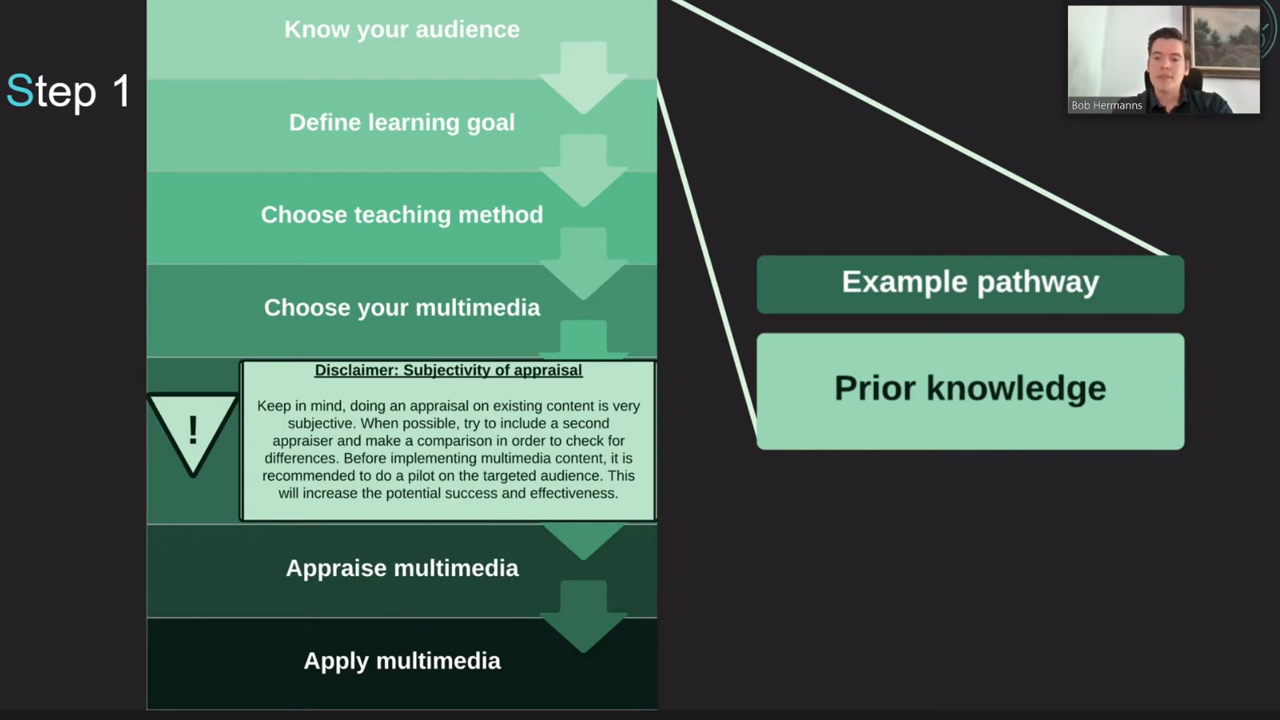 Step 1
Know your audience
Define learning goal
Choose teaching method
Choose your multimedia
Disclaimer: Subjectivity of appraisal
Keep in mind, doing an appraisal on existing content is very
subjective. When possible, try to include a second
appraiser and make a comparison in order to check for
differences. Before implementing multimedia content, it is
recommended to do a pilot on the targeted audience. This
will increase the potential success and effectiveness.
!
Appraise multimedia
Apply multimedia
Example pathway
Prior knowledge
Bob Hermanns